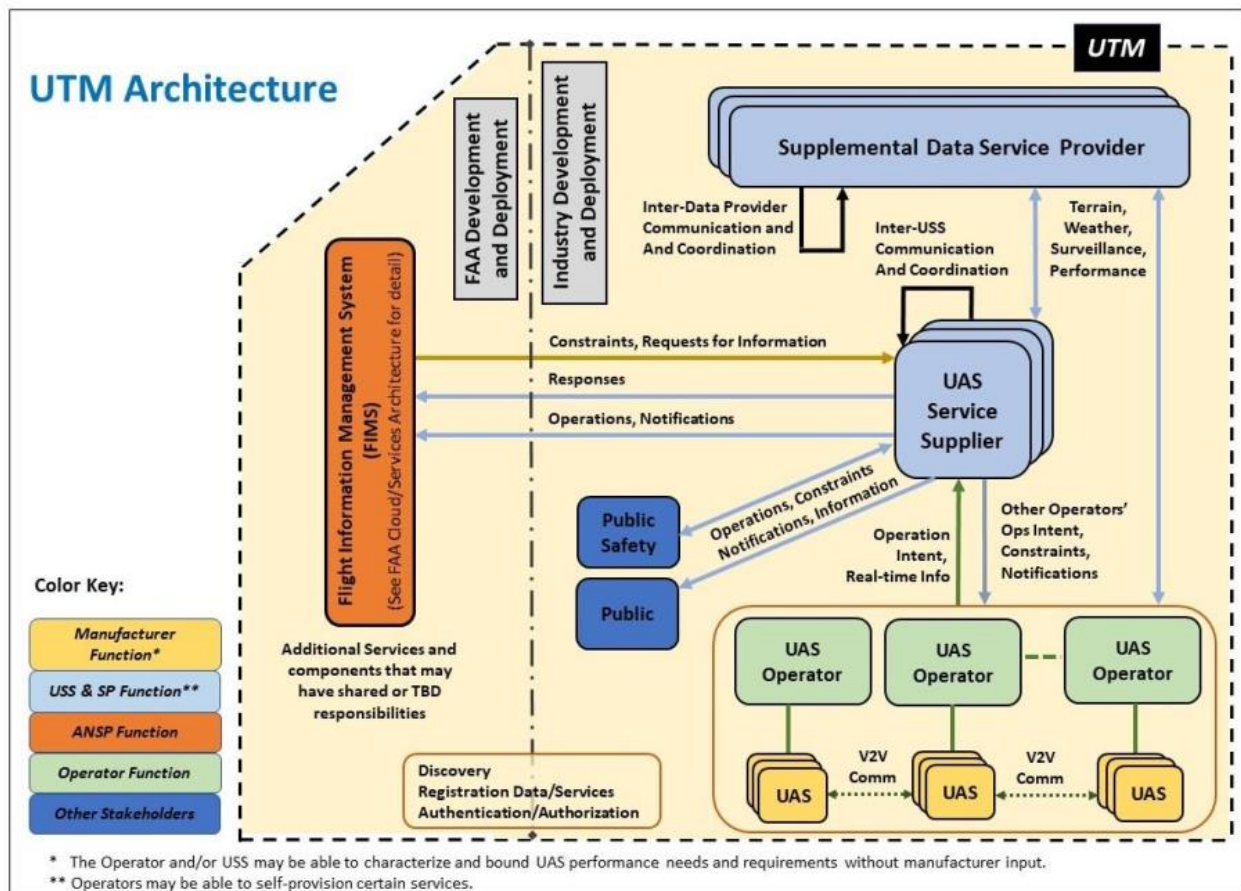 UTM Architecture
UTM
FAA Development
and Deployment
Industry Development
and Deployment
Supplemental Data Service Provider
Inter-Data Provider
Communication and
And Coordination
Inter-USS
Communication
And Coordination
Terrain,
Weather,
Surveillance,
Performance
Flight Information Management System
(FIMS)
(See FAA Cloud/Services Architecture for detail)
Constraints, Requests for Information
Responses
Operations, Notifications
UAS
Service
Supplier
Operations, Constraints
Notifications, Information
Public
Safety
Public
Operation
Intent,
Real-time Info
Other Operators'
Ops Intent,
Constraints,
Notifications
Additional Services and
components that may
have shared or TBD
responsibilities
Discovery
Registration Data/Services
Authentication/Authorization
UAS
Operator
UAS
Operator
UAS
Operator
V2V
Comm
V2V
Comm
UAS
UAS
UAS
Color Key:
Manufacturer
Function*
USS & SP Function**
ANSP Function
Operator Function
Other Stakeholders
* The Operator and/or USS may be able to characterize and bound UAS performance needs and requirements without manufacturer input.
** Operators may be able to self-provision certain services.